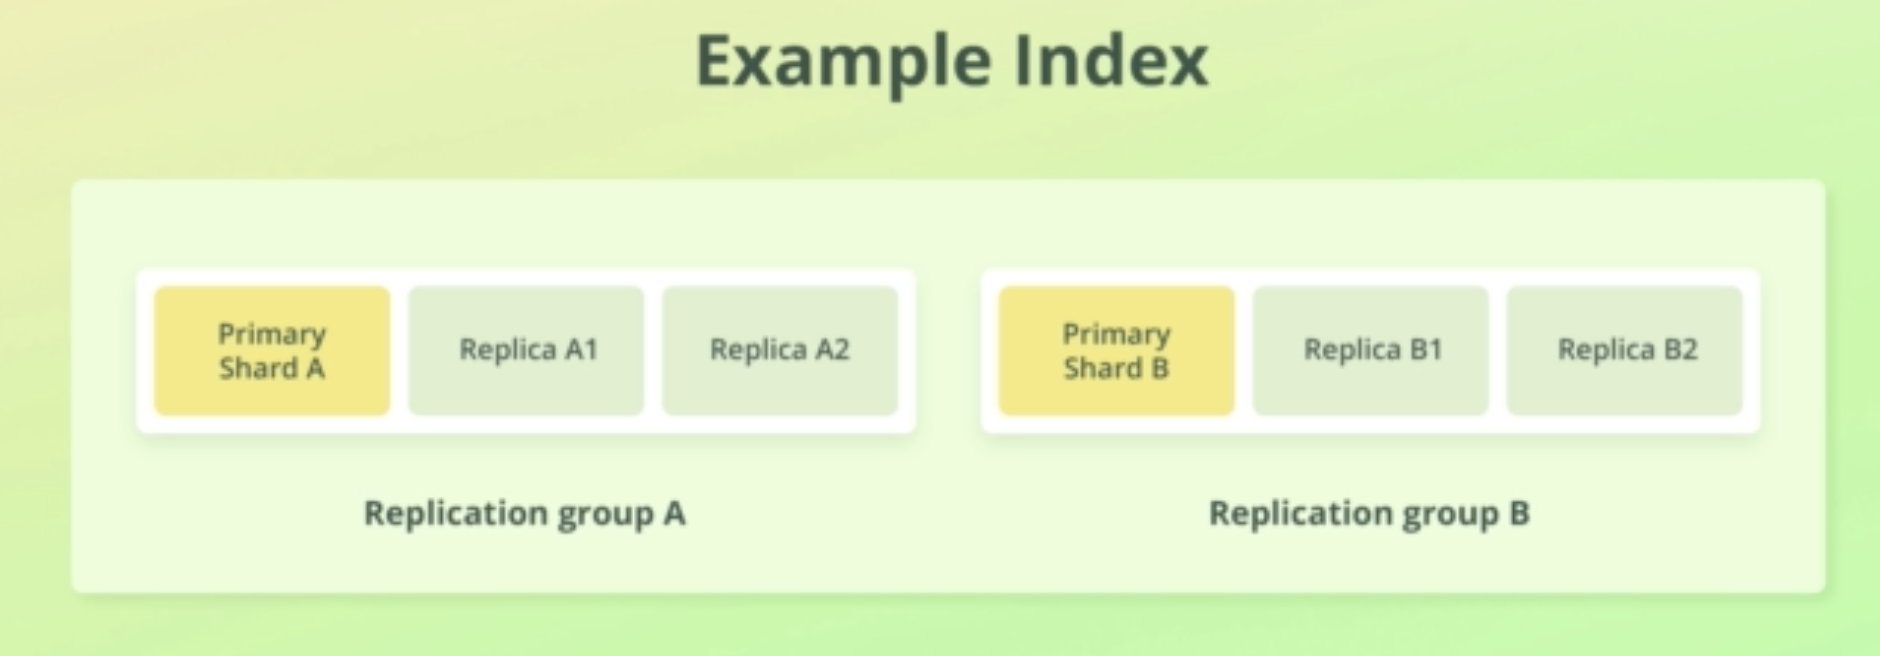 Example Index
Primary
Shard A
Replica A1
Replica A2
Primary
Shard B
Replica B1
Replica B2
Replication group A
Replication group B